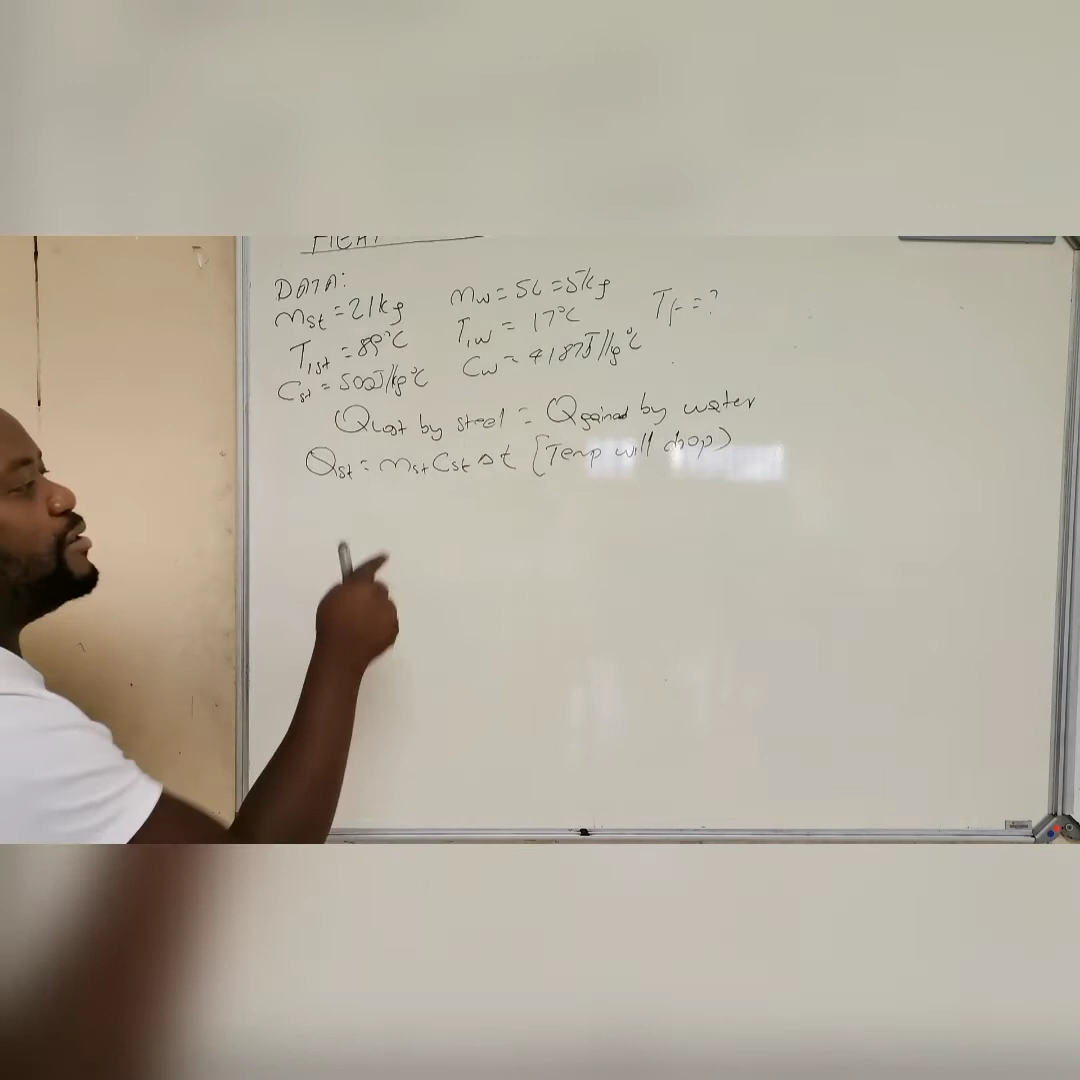 HEAT
DATA:
mst = 21kg mw = 5L = 5kg
T1st = 89°C T1w = 17°C Tf = ?
Cst = 500J/kg°C Cw = 4187J/kg°C
Qlost by steel = Qgained by water
Qst = mst Cst Δt [Temp will drop)